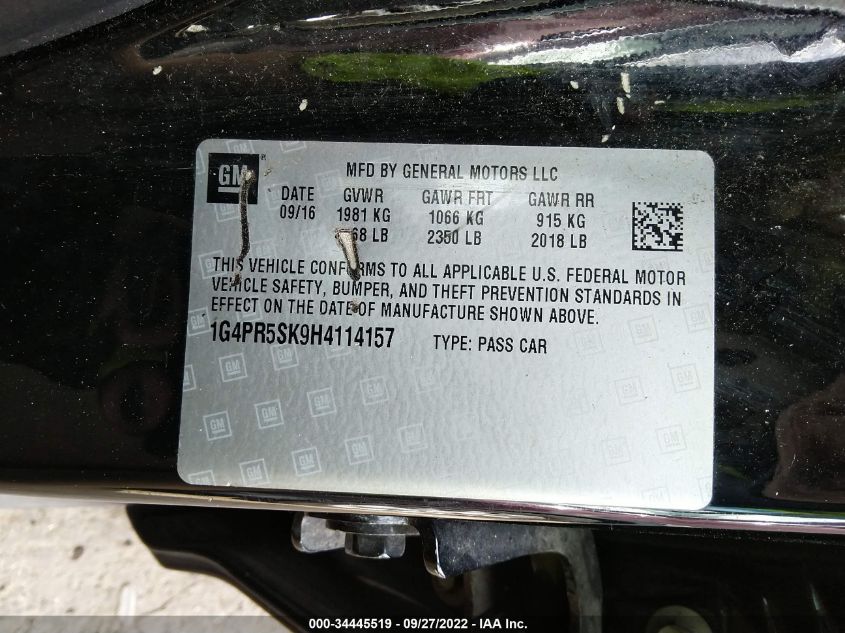 GM
MFD BY GENERAL MOTORS LLC
DATE GVWR GAWR FRT GAWR RR
09/16 1981 KG 1066 KG 915 KG
68 LB 2350 LB 2018 LB
THIS VEHICLE CONFORMS TO ALL APPLICABLE U.S. FEDERAL MOTOR
VEHICLE SAFETY, BUMPER, AND THEFT PREVENTION STANDARDS IN
EFFECT ON THE DATE OF MANUFACTURE SHOWN ABOVE.
1G4PR5SK9H4114157 TYPE: PASS CAR
000-34445519 / 09/27/2022 - IAA Inc.